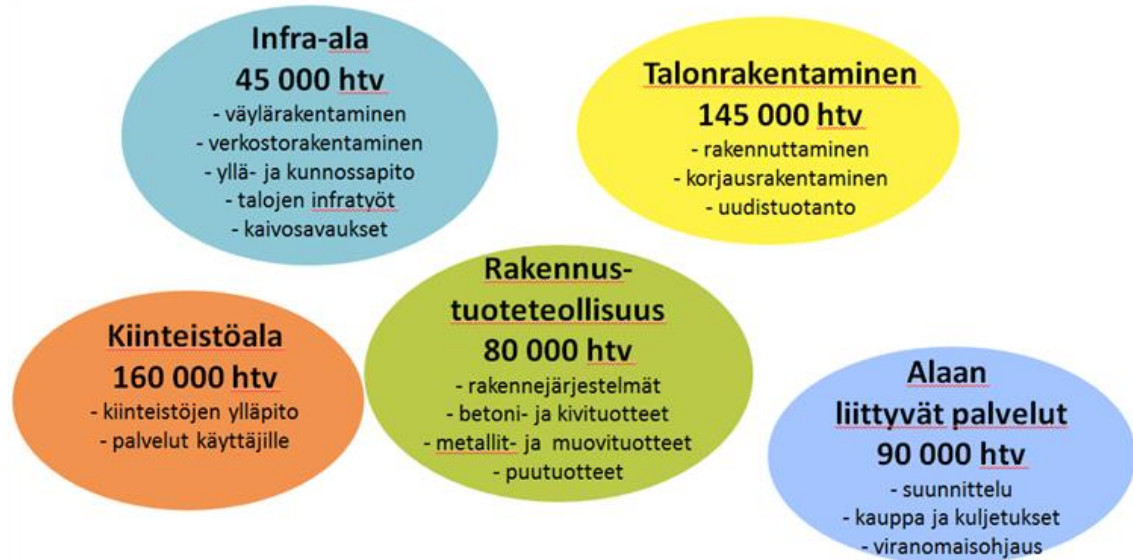 Infra-ala
45 000 htv
- väylärakentaminen
- verkostorakentaminen
- yllä- ja kunnossapito
- talojen infratyöt
- kaivosavaukset
Talonrakentaminen
145 000 htv
- rakennuttaminen
- korjausrakentaminen
- uudistuotanto
Kiinteistöala
160 000 htv
- kiinteistöjen ylläpito
- palvelut käyttäjille
Rakennus-
tuoteteollisuus
80 000 htv
- rakennejärjestelmät
- betoni- ja kivituotteet
- metallit- ja muovituotteet
- puutuotteet
Alaan
liittyvät palvelut
90 000 htv
- suunnittelu
- kauppa ja kuljetukset
- viranomaisohjaus